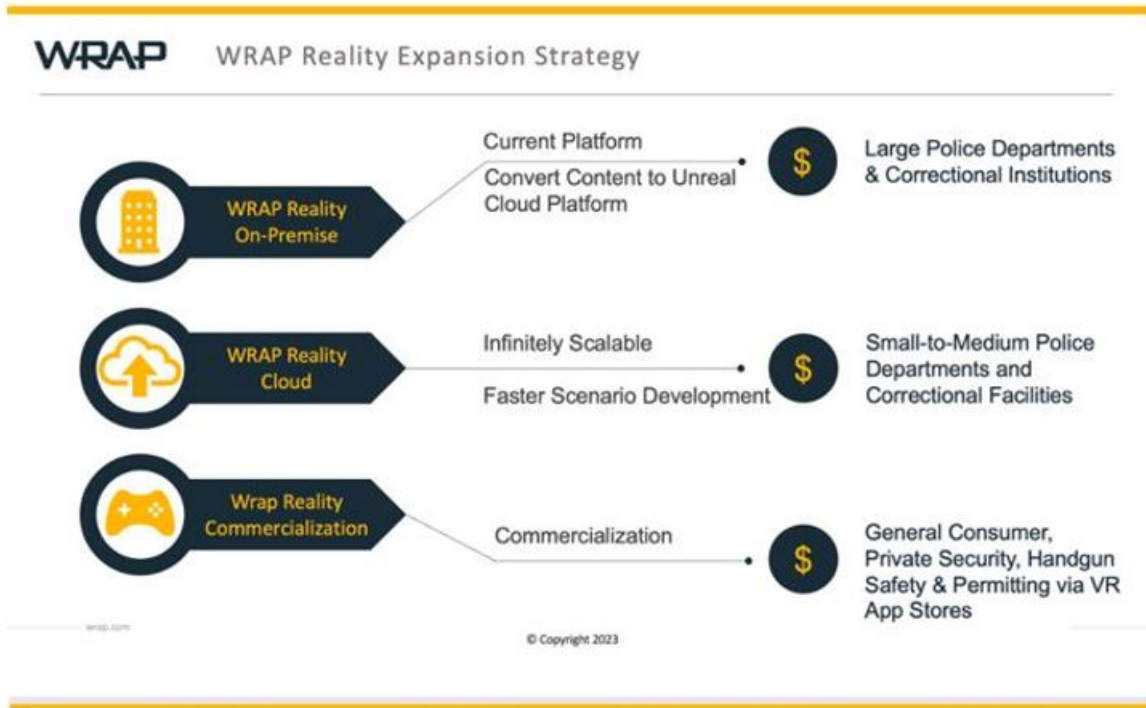 WRAP
WRAP Reality Expansion Strategy
WRAP Reality
On-Premise
Current Platform
Convert Content to Unreal
Cloud Platform
$
Large Police Departments
& Correctional Institutions
WRAP Reality
Cloud
Infinitely Scalable
Faster Scenario Development
$
Small-to-Medium Police
Departments and
Correctional Facilities
Wrap Reality
Commercialization
Commercialization
$
General Consumer,
Private Security, Handgun
Safety & Permitting via VR
App Stores
wrap.com
© Copyright 2023